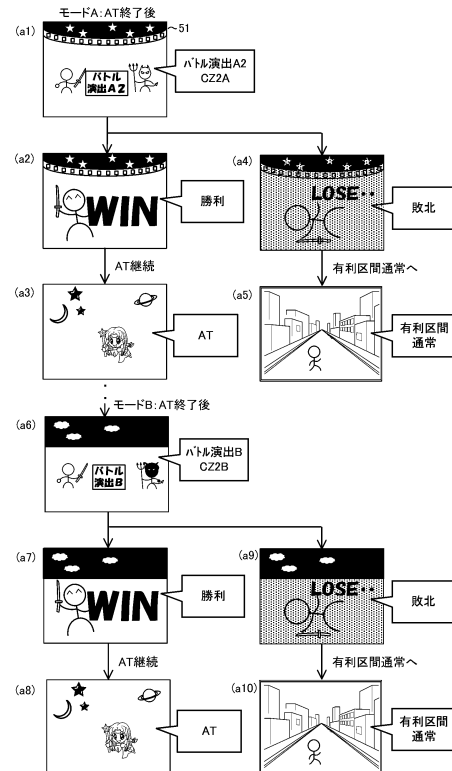 モードA：AT終了後
(a1)
51
バトル
演出A2
バトル演出A2
CZ2A
(a2)
WIN
勝利
(a4)
LOSE‥
敗北
AT継続
有利区間通常へ
(a3)
AT
(a5)
有利区間
通常
モードB：AT終了後
(a6)
バトル
演出B
バトル演出B
CZ2B
(a7)
WIN
勝利
(a9)
LOSE‥
敗北
AT継続
有利区間通常へ
(a8)
AT
(a10)
有利区間
通常